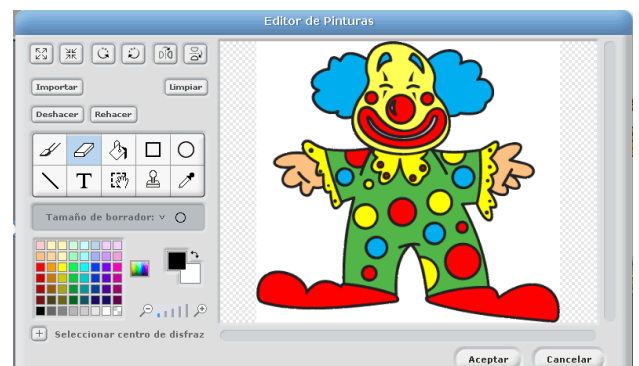 Editor de Pinturas
Importar
Limpiar
Deshacer
Rehacer
T
Tamaño de borrador:
Seleccionar centro de disfraz
Aceptar
Cancelar